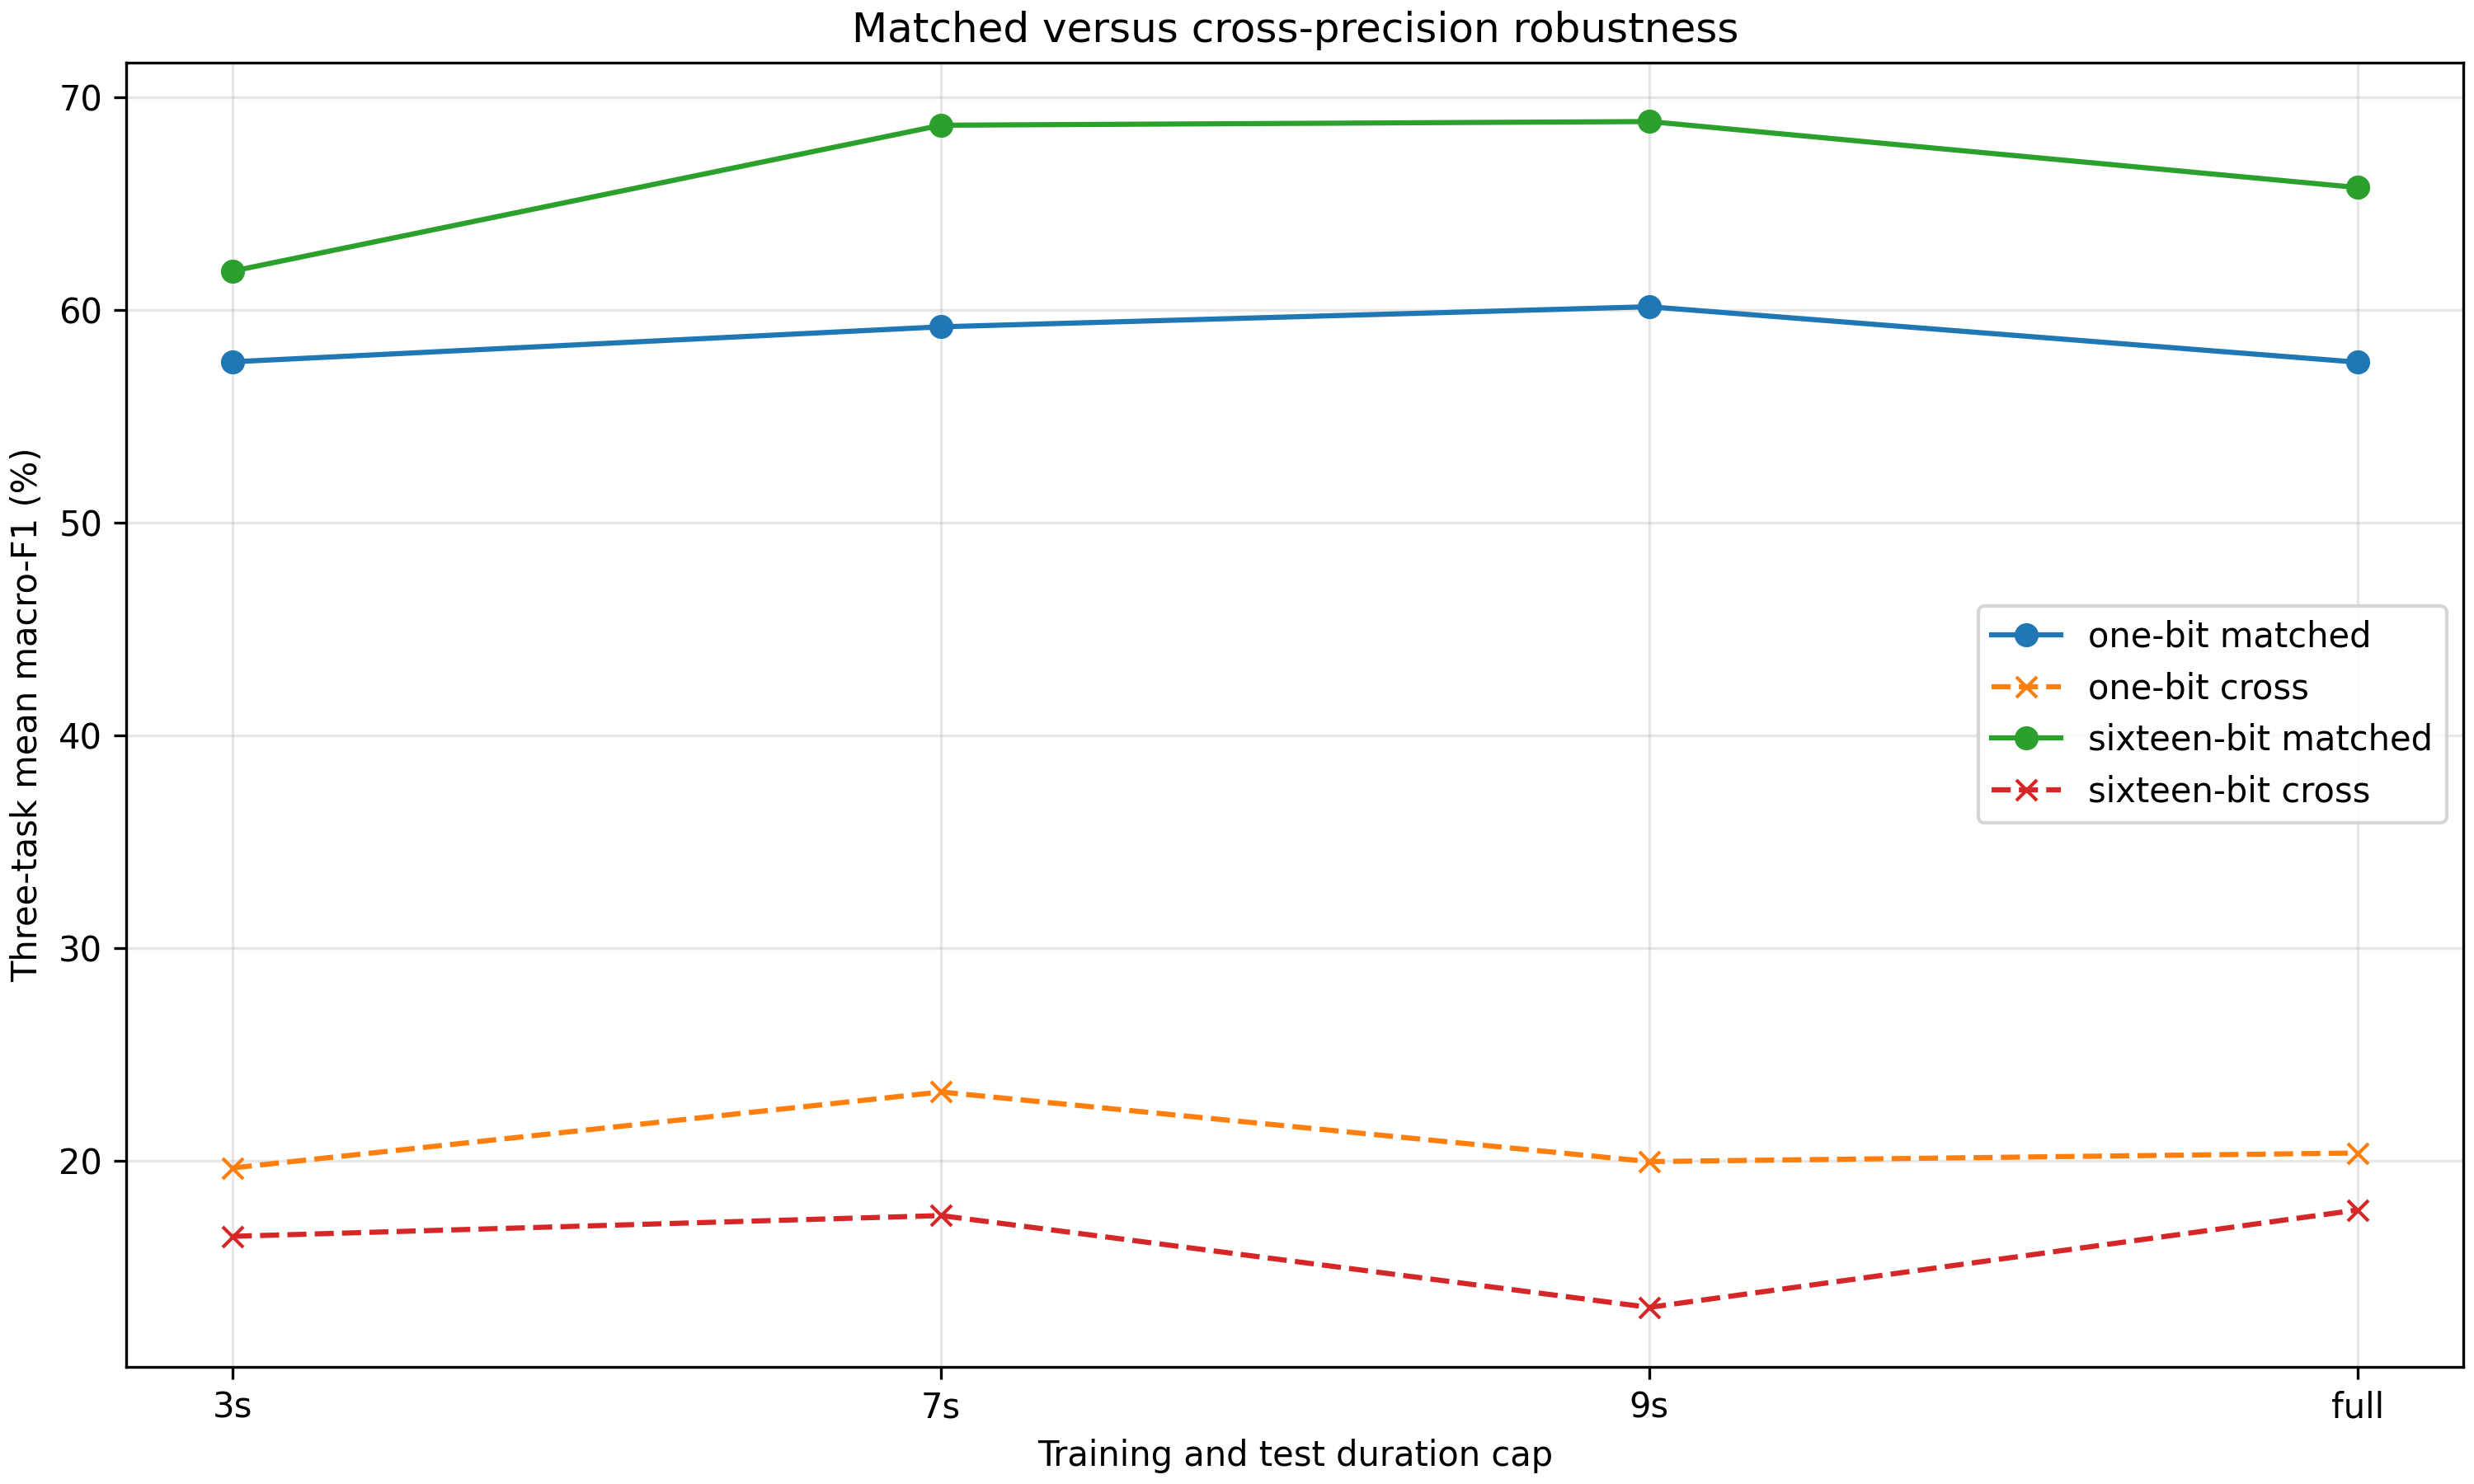 Matched versus cross-precision robustness
Three-task mean macro-F1 (%)
70
60
50
40
30
20
one-bit matched
one-bit cross
sixteen-bit matched
sixteen-bit cross
3s 7s 9s full
Training and test duration cap